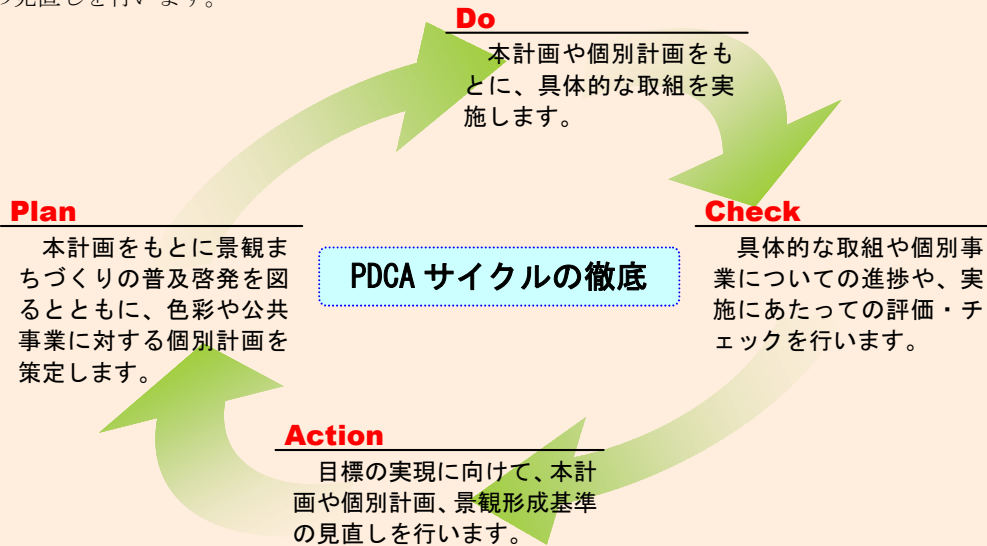 の見直しを行います。
Do
本計画や個別計画をも
とに、具体的な取組を実
施します。
Plan
本計画をもとに景観ま
ちづくりの普及啓発を図
るとともに、色彩や公共
事業に対する個別計画を
策定します。
PDCA サイクルの徹底
Check
具体的な取組や個別事
業についての進捗や、実
施にあたっての評価・チ
ェックを行います。
Action
目標の実現に向けて、本計
画や個別計画、景観形成基準
の見直しを行います。